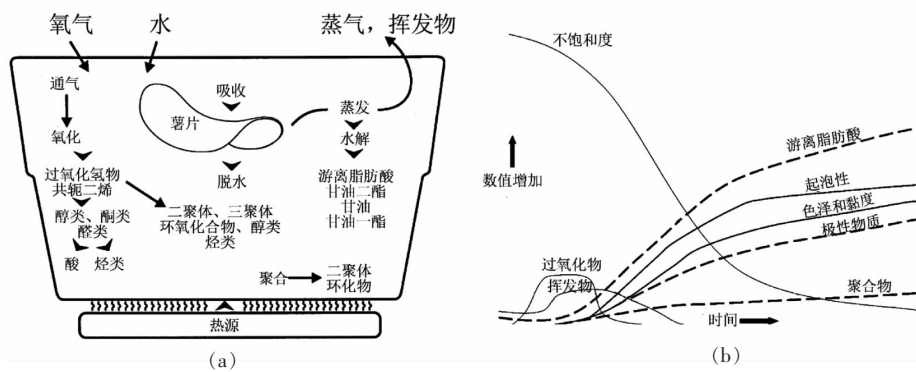 氧气
水
蒸气，挥发物
通气
氧化
过氧化氢物
共轭二烯
醇类、酮类
醛类
酸
烃类
吸收
薯片
脱水
二聚体、三聚体
环氧化合物、醇类
烃类
蒸发
水解
游离脂肪酸
甘油二酯
甘油
甘油一酯
聚合
二聚体
环化物
热源
(a)
不饱和度
数值增加
游离脂肪酸
起泡性
色泽和黏度
极性物质
过氧化物
挥发物
聚合物
时间
(b)